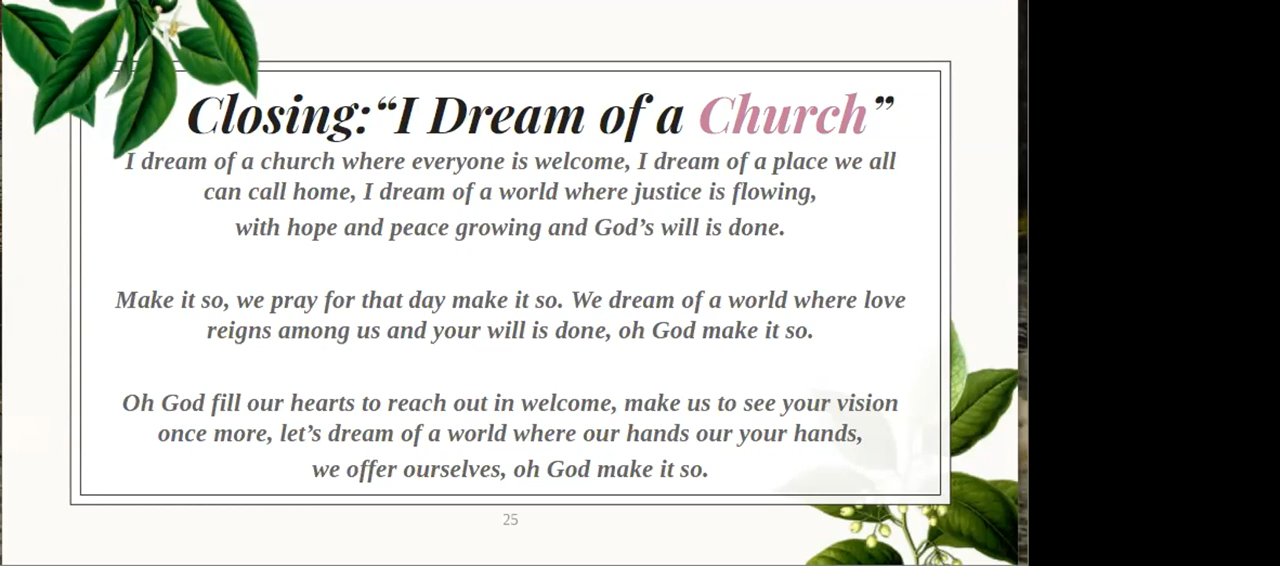 Closing:“I Dream of a Church”
I dream of a church where everyone is welcome, I dream of a place we all
can call home, I dream of a world where justice is flowing,
with hope and peace growing and God’s will is done.
Make it so, we pray for that day make it so. We dream of a world where love
reigns among us and your will is done, oh God make it so.
Oh God fill our hearts to reach out in welcome, make us to see your vision
once more, let’s dream of a world where our hands our your hands,
we offer ourselves, oh God make it so.
25